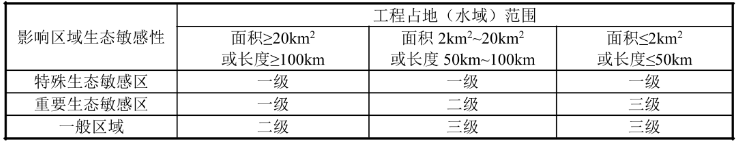 影响区域生态敏感性 工程占地（水域）范围
面积≥20km² 面积 2km²~20km² 面积≤2km²
或长度≥100km 或长度 50km~100km 或长度≤50km
特殊生态敏感区 一级 一级 一级
重要生态敏感区 一级 二级 三级
一般区域 二级 三级 三级